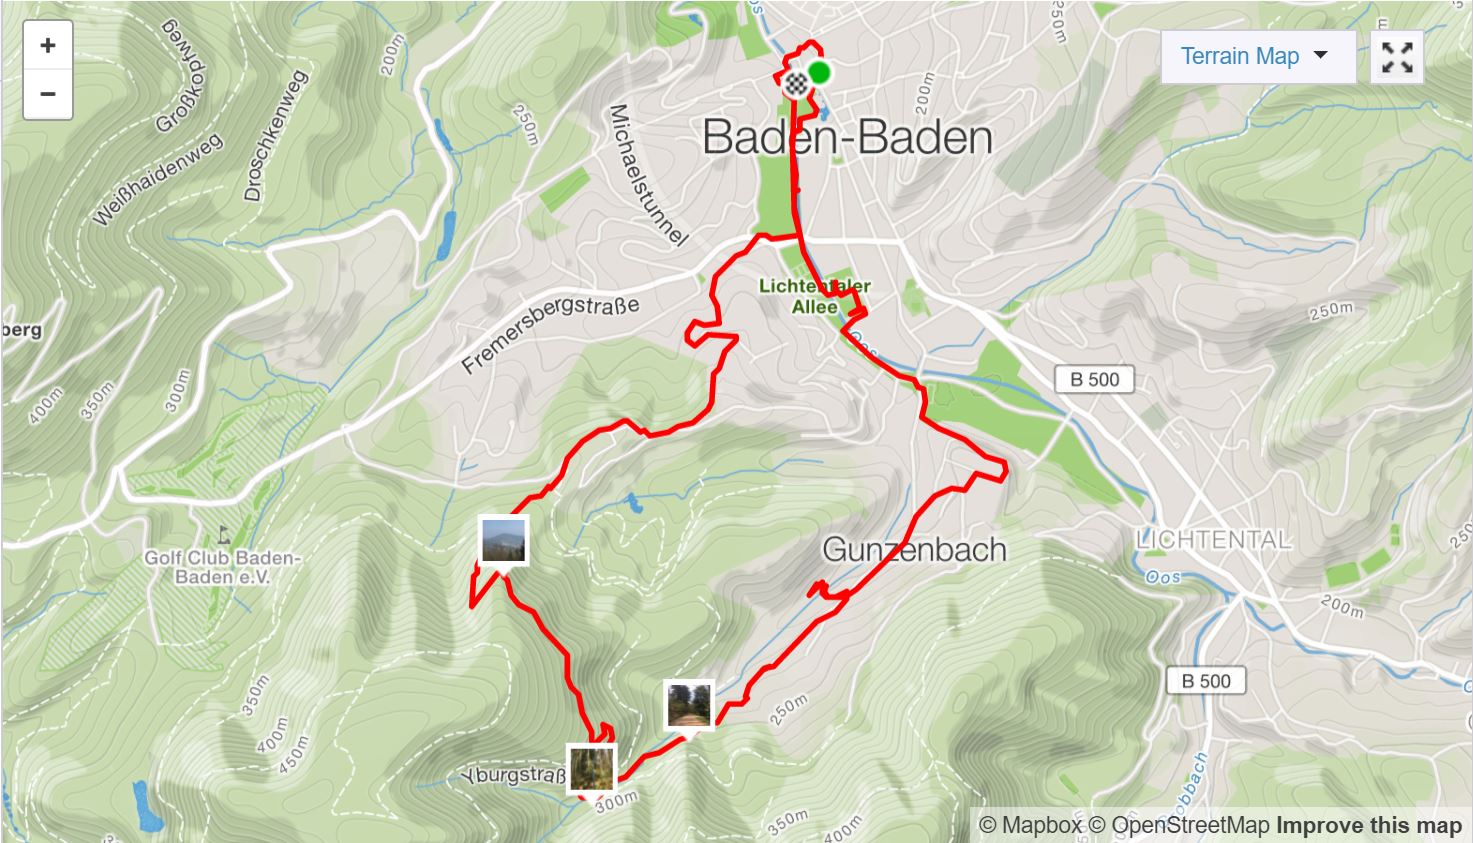 +
−
Terrain Map
Oos
250m
Großkopfweg
200m
Droschkenweg
Weißhaidenweg
250m
Michaelstunnel
200m
Baden-Baden
Lichtentaler
Allee
Fremersbergstraße
berg
400m
350m
300m
250m
Oos
B 500
Golf Club Baden-
Baden e.V.
Gunzenbach
LICHTENTAL
Oos
200m
B 500
350m
400m
450m
250m
Yburgstraß
300m
350m
400m
© Mapbox © OpenStreetMap Improve this map